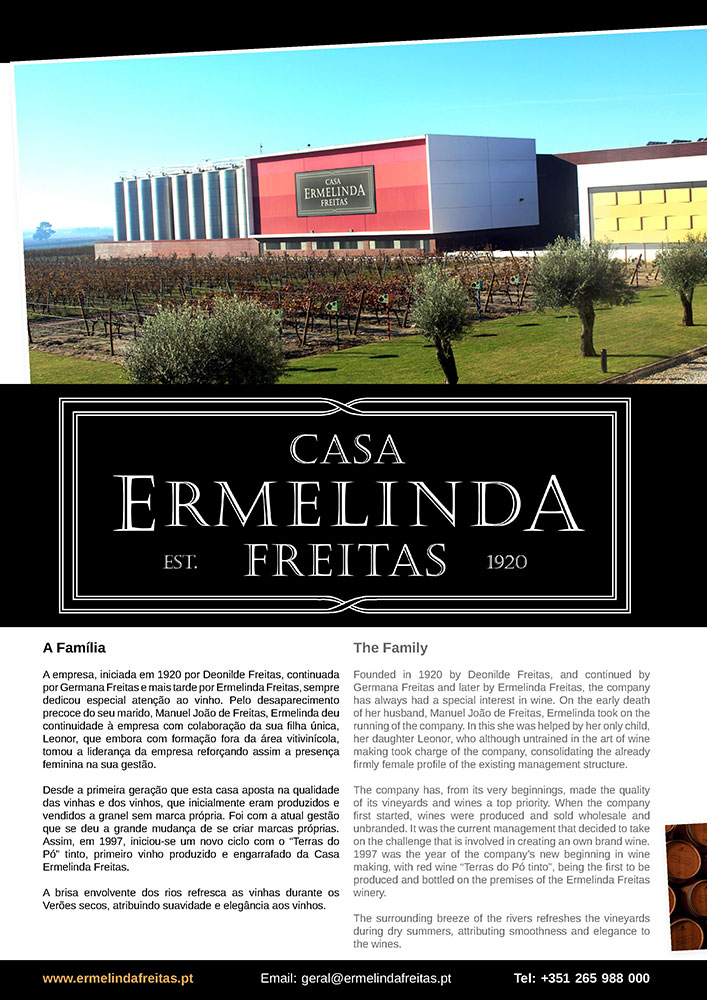 CASA
ERMELINDA
FREITAS
CASA
ERMELINDA
EST. FREITAS 1920
A Família
A empresa, iniciada em 1920 por Deonilde Freitas, continuada
por Germana Freitas e mais tarde por Ermelinda Freitas, sempre
dedicou especial atenção ao vinho. Pelo desaparecimento
precoce do seu marido, Manuel João de Freitas, Ermelinda deu
continuidade à empresa com colaboração da sua filha única,
Leonor, que embora com formação fora da área vitivinícola,
tomou a liderança da empresa reforçando assim a presença
feminina na sua gestão.
Desde a primeira geração que esta casa aposta na qualidade
das vinhas e dos vinhos, que inicialmente eram produzidos e
vendidos a granel sem marca própria. Foi com a atual gestão
que se deu a grande mudança de se criar marcas próprias.
Assim, em 1997, iniciou-se um novo ciclo com o “Terras do
Pó” tinto, primeiro vinho produzido e engarrafado da Casa
Ermelinda Freitas.
A brisa envolvente dos rios refresca as vinhas durante os
Verões secos, atribuindo suavidade e elegância aos vinhos.
The Family
Founded in 1920 by Deonilde Freitas, and continued by
Germana Freitas and later by Ermelinda Freitas, the company
has always had a special interest in wine. On the early death
of her husband, Manuel João de Freitas, Ermelinda took on the
running of the company. In this she was helped by her only child,
her daughter Leonor, who although untrained in the art of wine
making took charge of the company, consolidating the already
firmly female profile of the existing management structure.
The company has, from its very beginnings, made the quality
of its vineyards and wines a top priority. When the company
first started, wines were produced and sold wholesale and
unbranded. It was the current management that decided to take
on the challenge that is involved in creating an own brand wine.
1997 was the year of the company’s new beginning in wine
making, with red wine “Terras do Pó tinto”, being the first to be
produced and bottled on the premises of the Ermelinda Freitas
winery.
The surrounding breeze of the rivers refreshes the vineyards
during dry summers, attributing smoothness and elegance to
the wines.
www.ermelindafreitas.pt Email: geral@ermelindafreitas.pt Tel: +351 265 988 000